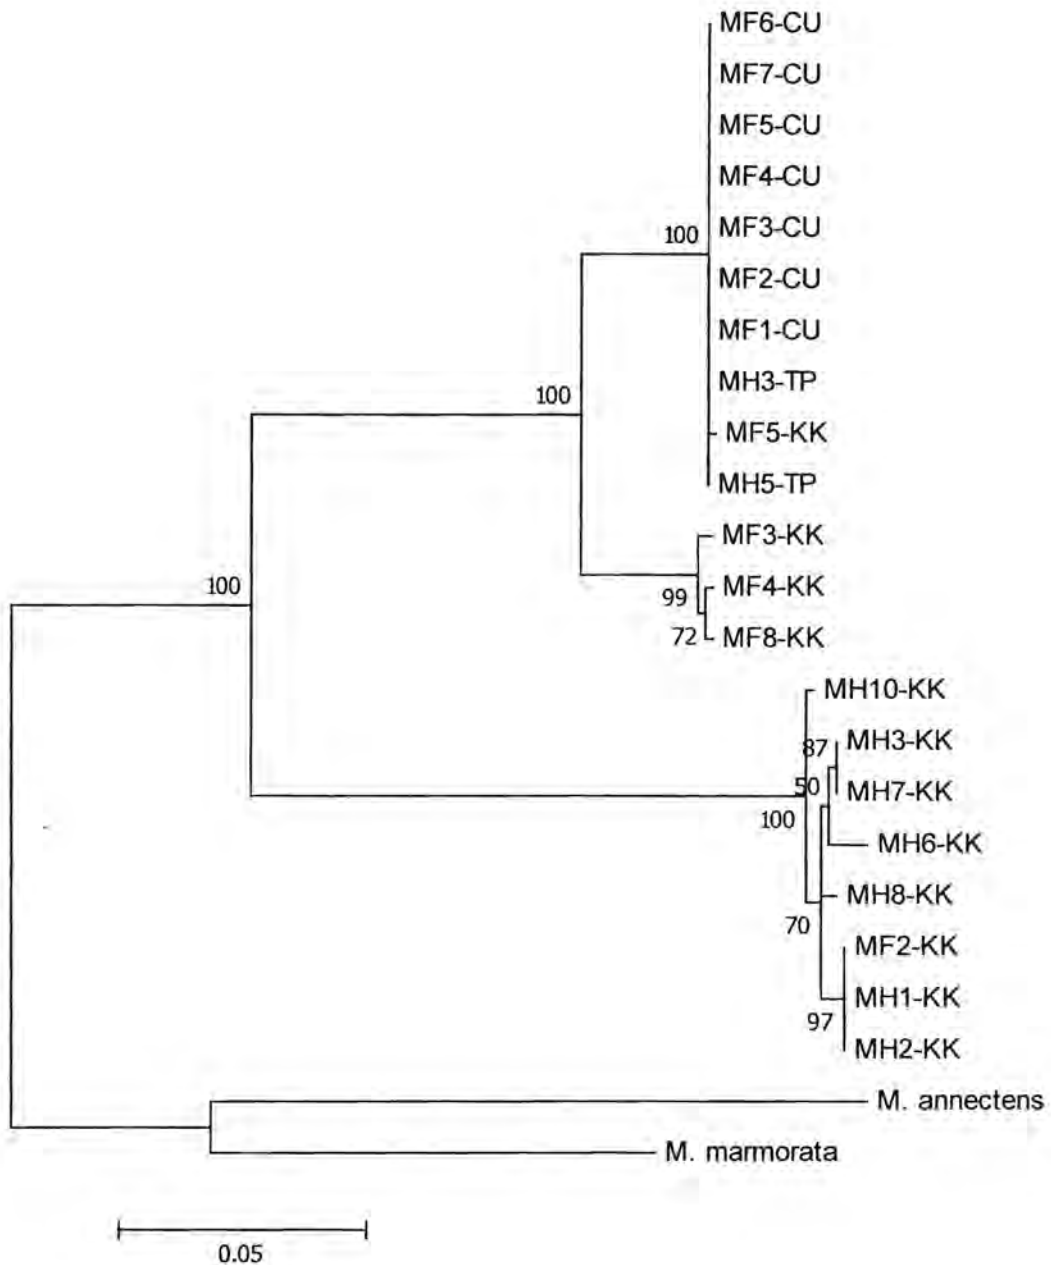 MF6-CU
MF7-CU
MF5-CU
MF4-CU
MF3-CU
100
MF2-CU
MF1-CU
MH3-TP
100
MF5-KK
MH5-TP
MF3-KK
100
MF4-KK
99
MF8-KK
72
MH10-KK
87
MH3-KK
50
MH7-KK
100
MH6-KK
MH8-KK
70
MF2-KK
MH1-KK
97
MH2-KK
M. annectens
M. marmorata
0.05